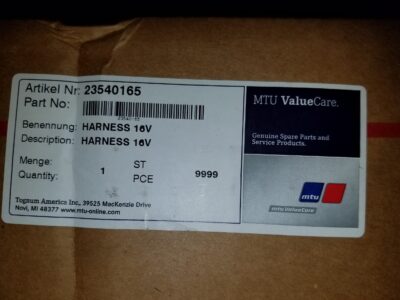 Artikel Nr: 23540165
Part No:
23540165
Benennung: HARNESS 16V
Description: HARNESS 16V
Menge: 1 ST 9999
Quantity: PCE
Tognum America Inc., 39525 MacKenzie Drive
Novi, MI 48377 www.mtu-online.com
MTU ValueCare.
Genuine Spare Parts and
Service Products.
mtu
mtu ValueCare